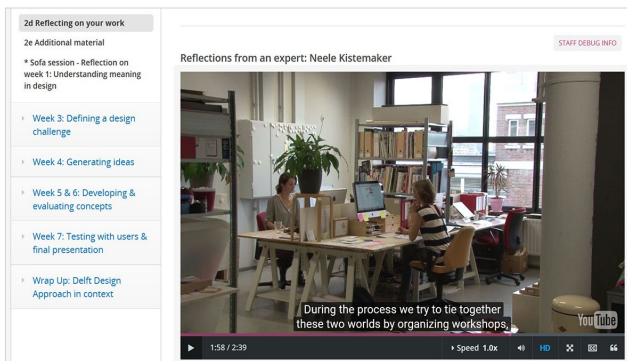 2d Reflecting on your work
2e Additional material
* Sofa session - Reflection on
week 1: Understanding meaning
in design
Week 3: Defining a design
challenge
Week 4: Generating ideas
Week 5 & 6: Developing &
evaluating concepts
Week 7: Testing with users &
final presentation
Wrap Up: Delft Design
Approach in context
STAFF DEBUG INFO
Reflections from an expert: Neele Kistemaker
During the process we try to tie together
these two worlds by organizing workshops,
YouTube
1:58 / 2:39
Speed 1.0x
HD